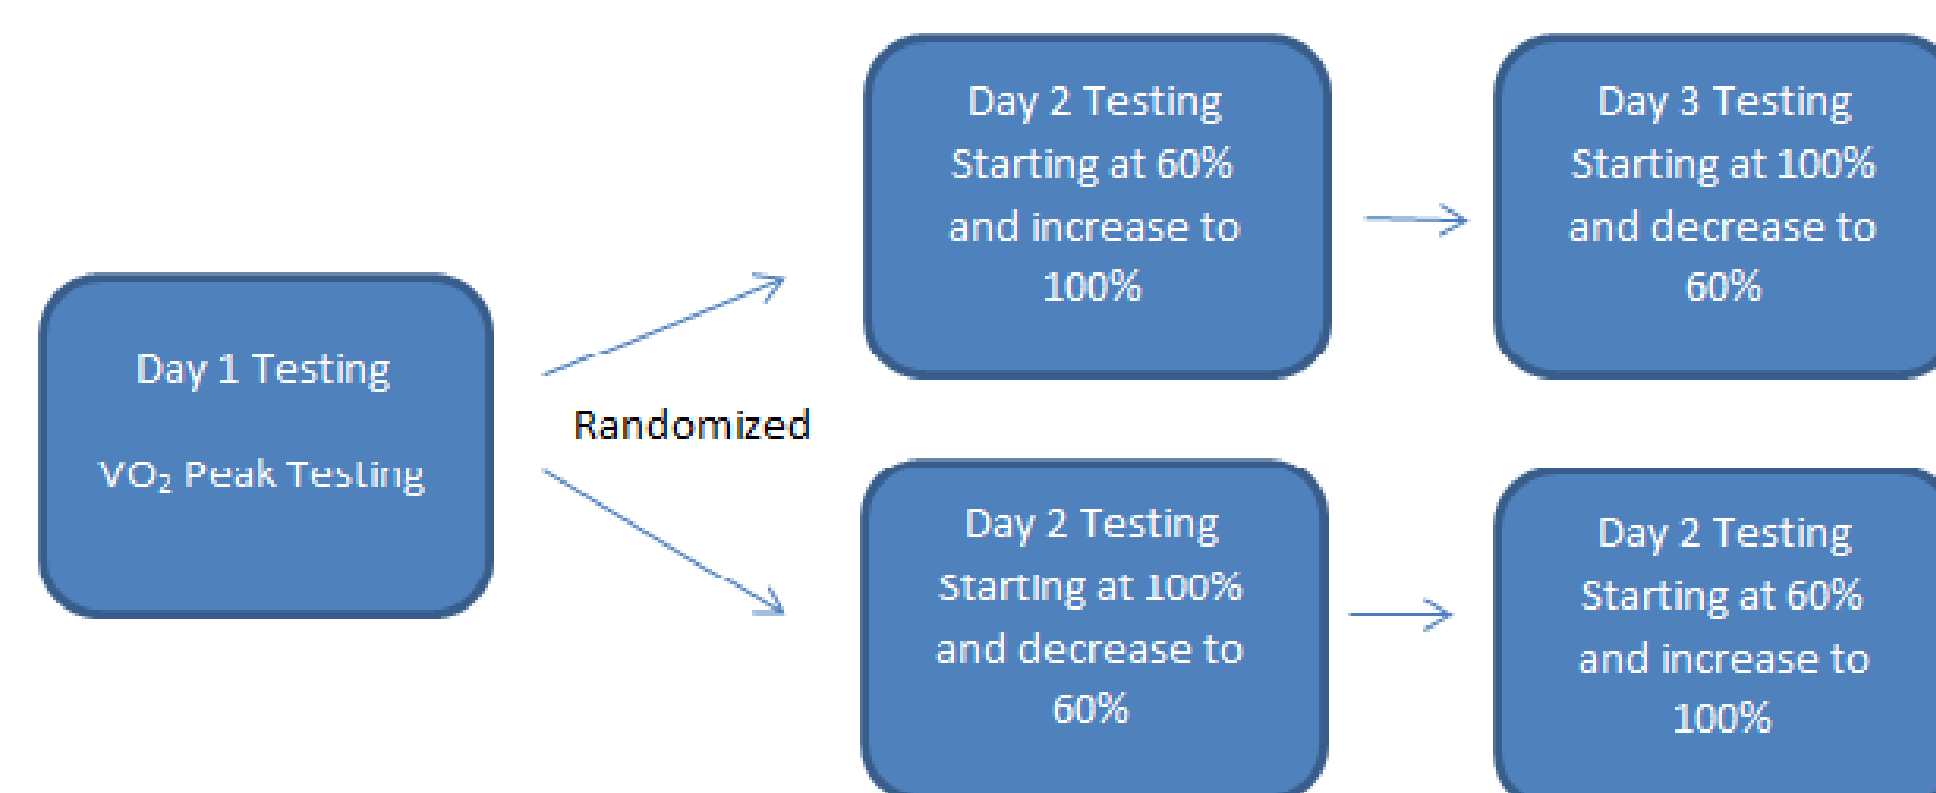 Day 1 Testing
VO₂ Peak Testing
Randomized
Day 2 Testing
Starting at 60%
and increase to
100%
Day 3 Testing
Starting at 100%
and decrease to
60%
Day 2 Testing
Starting at 100%
and decrease to
60%
Day 2 Testing
Starting at 60%
and increase to
100%